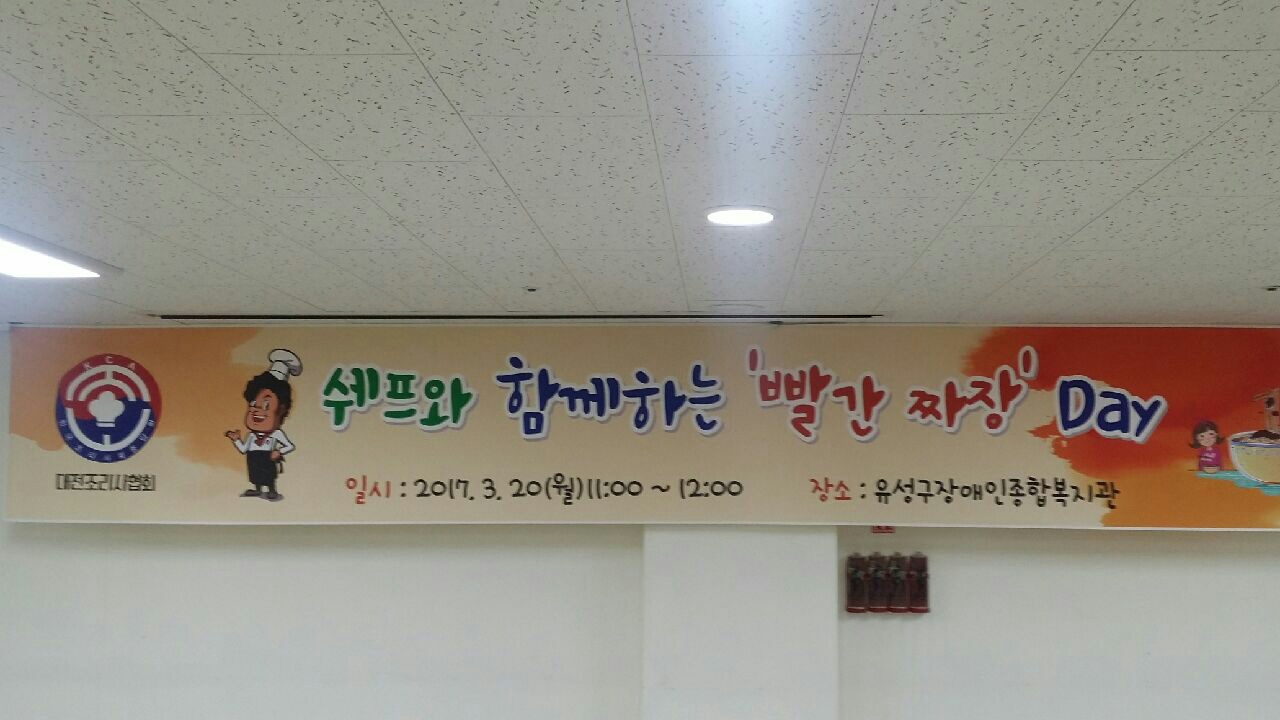 쉐프와 함께하는 '빨간 짜장' Day
KCA
대전조리사협회
일시 : 2017. 3. 20(월)11:00 ~ 12:00
장소 : 유성구장애인종합복지관